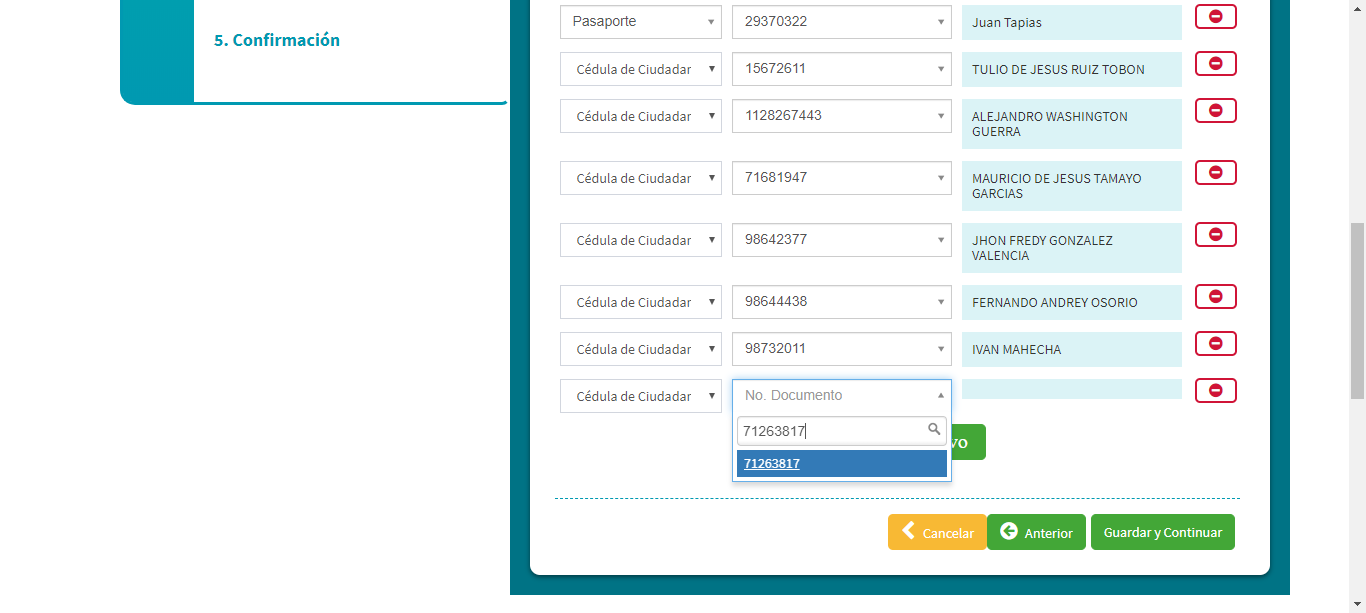 5. Confirmación
Pasaporte 29370322 Juan Tapias
Cédula de Ciudadar 15672611 TULIO DE JESUS RUIZ TOBON
Cédula de Ciudadar 1128267443 ALEJANDRO WASHINGTON
GUERRA
Cédula de Ciudadar 71681947 MAURICIO DE JESUS TAMAYO
GARCIAS
Cédula de Ciudadar 98642377 JHON FREDY GONZALEZ
VALENCIA
Cédula de Ciudadar 98644438 FERNANDO ANDREY OSORIO
Cédula de Ciudadar 98732011 IVAN MAHECHA
Cédula de Ciudadar No. Documento
71263817
71263817
Cancelar Anterior Guardar y Continuar